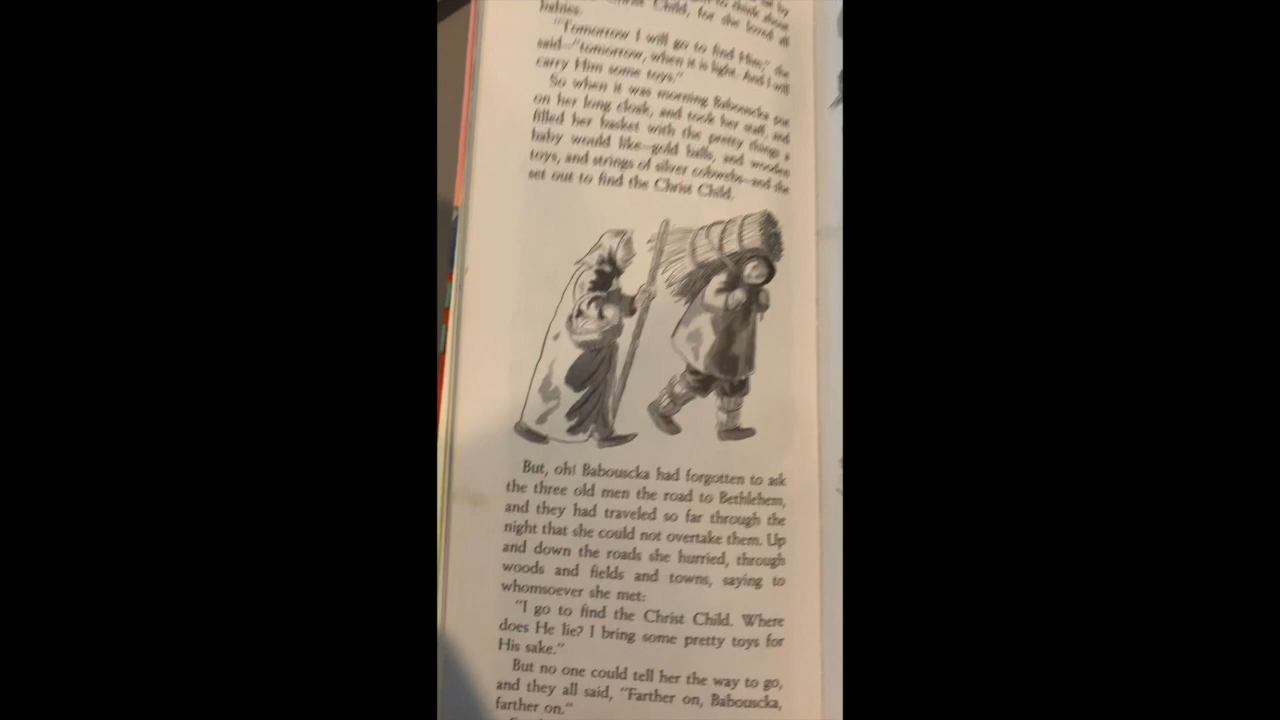 Christ Child, for she loved all
babies.
"Tomorrow I will go to find Him," she
said—"tomorrow, when it is light. And I will
carry Him some toys."
So when it was morning Babouscka put
on her long cloak, and took her staff, and
filled her basket with the pretty things a
baby would like—gold balls, and wooden
toys, and strings of silver cobwebs—and she
set out to find the Christ Child.
But, oh! Babouscka had forgotten to ask
the three old men the road to Bethlehem,
and they had traveled so far through the
night that she could not overtake them. Up
and down the roads she hurried, through
woods and fields and towns, saying to
whomsoever she met:
"I go to find the Christ Child. Where
does He lie? I bring some pretty toys for
His sake."
But no one could tell her the way to go,
and they all said, "Farther on, Babouscka,
farther on."